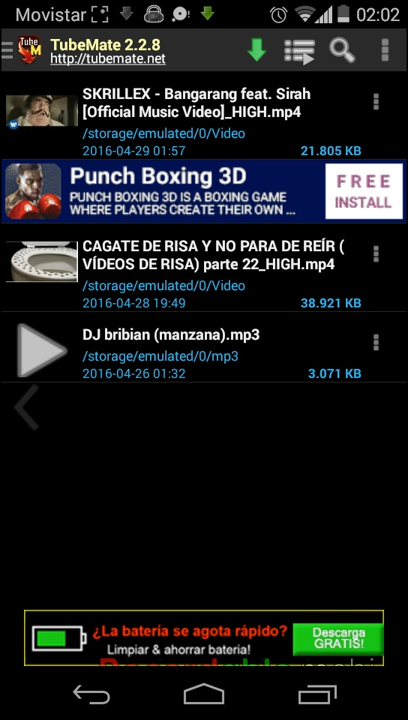 Movistar
02:02
Tube
M
TubeMate 2.2.8
http://tubemate.net
SKRILLEX - Bangarang feat. Sirah
[Official Music Video]_HIGH.mp4
/storage/emulated/0/Video
2016-04-29 01:57 21.805 KB
Punch Boxing 3D
PUNCH BOXING 3D IS A BOXING GAME
WHERE PLAYERS CREATE THEIR OWN ...
FREE
INSTALL
CAGATE DE RISA Y NO PARA DE REÍR (
VÍDEOS DE RISA) parte 22_HIGH.mp4
/storage/emulated/0/Video
2016-04-28 19:49 38.921 KB
DJ bribian (manzana).mp3
/storage/emulated/0/mp3
2016-04-26 01:32 3.071 KB
¿La batería se agota rápido?
Limpiar & ahorrar bateria!
Descarga
GRATIS!